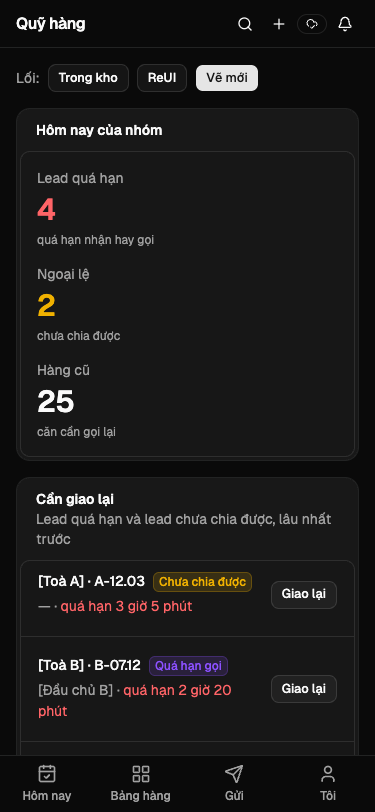 Quỹ hàng
Lối: Trong kho ReUI Vẽ mới
Hôm nay của nhóm
Lead quá hạn
4
quá hạn nhận hay gọi
Ngoại lệ
2
chưa chia được
Hàng cũ
25
căn cần gọi lại
Cần giao lại
Lead quá hạn và lead chưa chia được, lâu nhất
trước
[Toà A] · A-12.03 Chưa chia được
— · quá hạn 3 giờ 5 phút
Giao lại
[Toà B] · B-07.12 Quá hạn gọi
[Đầu chủ B] · quá hạn 2 giờ 20
phút
Giao lại
Hôm nay Bảng hàng Gửi Tôi